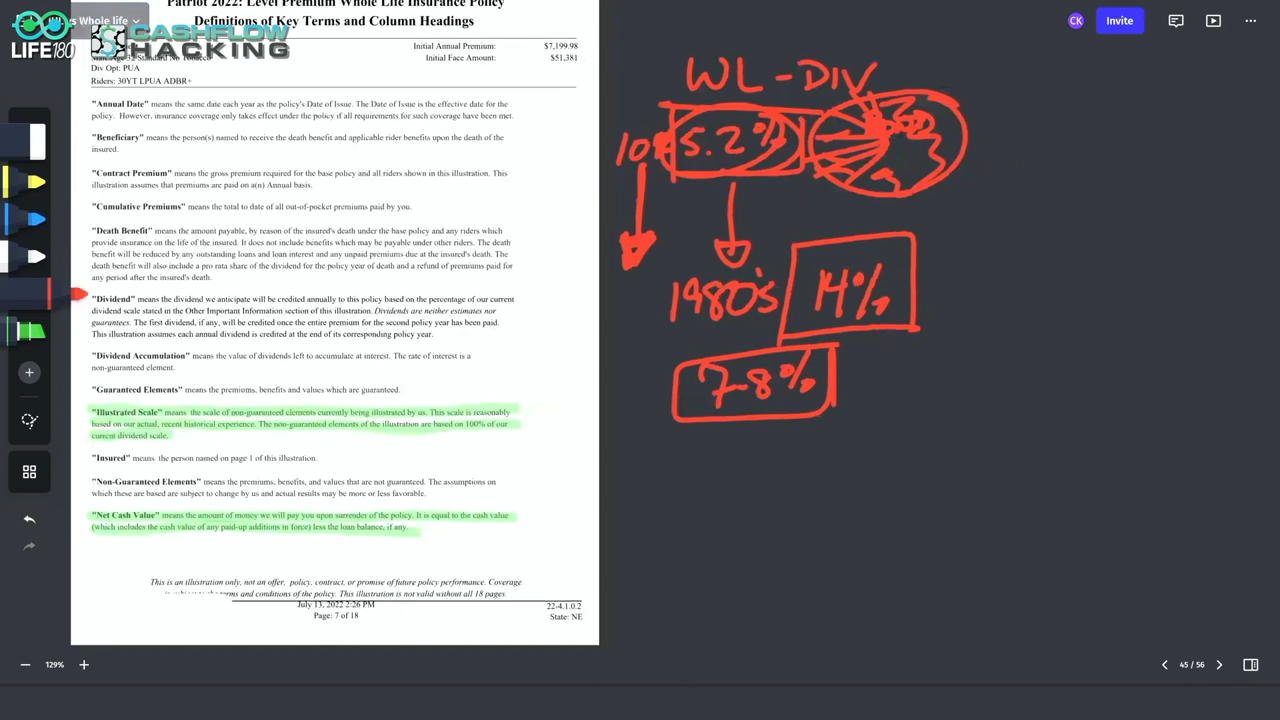 Whole life
LIFE180
CASHFLOW HACKING
Patriot 2022: Level Premium Whole Life Insurance Policy
Definitions of Key Terms and Column Headings
Initial Annual Premium: $7,199.98
Initial Face Amount: $51,381
Male Age 32 Standard No Tobacco
Div Opt: PUA
Riders: 30YT LPUA ADBR+
"Annual Date" means the same date each year as the policy's Date of Issue. The Date of Issue is the effective date for the
policy. However, insurance coverage only takes effect under the policy if all requirements for such coverage have been met.
"Beneficiary" means the person(s) named to receive the death benefit and applicable rider benefits upon the death of the
insured.
"Contract Premium" means the gross premium required for the base policy and all riders shown in this illustration. This
illustration assumes that premiums are paid on a(n) Annual basis.
"Cumulative Premiums" means the total to date of all out-of-pocket premiums paid by you.
"Death Benefit" means the amount payable, by reason of the insured's death under the base policy and any riders which
provide insurance on the life of the insured. It does not include benefits which may be payable under other riders. The death
benefit will be reduced by any outstanding loans and loan interest and any unpaid premiums due at the insured's death. The
death benefit will also include a pro rata share of the dividend for the policy year of death and a refund of premiums paid for
any period after the insured's death.
"Dividend" means the dividend we anticipate will be credited annually to this policy based on the percentage of our current
dividend scale stated in the Other Important Information section of this illustration. Dividends are neither estimates nor
guarantees. The first dividend, if any, will be credited once the entire premium for the second policy year has been paid.
This illustration assumes each annual dividend is credited at the end of its corresponding policy year.
"Dividend Accumulation" means the value of dividends left to accumulate at interest. The rate of interest is a
non-guaranteed element.
"Guaranteed Elements" means the premiums, benefits and values which are guaranteed.
"Illustrated Scale" means the scale of non-guaranteed elements currently being illustrated by us. This scale is reasonably
based on our actual, recent historical experience. The non-guaranteed elements of the illustration are based on 100% of our
current dividend scale.
"Insured" means the person named on page 1 of this illustration.
"Non-Guaranteed Elements" means the premiums, benefits, and values that are not guaranteed. The assumptions on
which these are based are subject to change by us and actual results may be more or less favorable.
"Net Cash Value" means the amount of money we will pay you upon surrender of the policy. It is equal to the cash value
(which includes the cash value of any paid-up additions in force) less the loan balance, if any.
This is an illustration only, not an offer, policy, contract, or promise of future policy performance. Coverage
is subject to the terms and conditions of the policy. This illustration is not valid without all 18 pages.
July 13, 2022 2:26 PM
22-4.1.0.2
Page: 7 of 18
State: NE
CK
Invite
WL - DIV
5.2%
1980's 14%
7-8%
129%
45 / 56